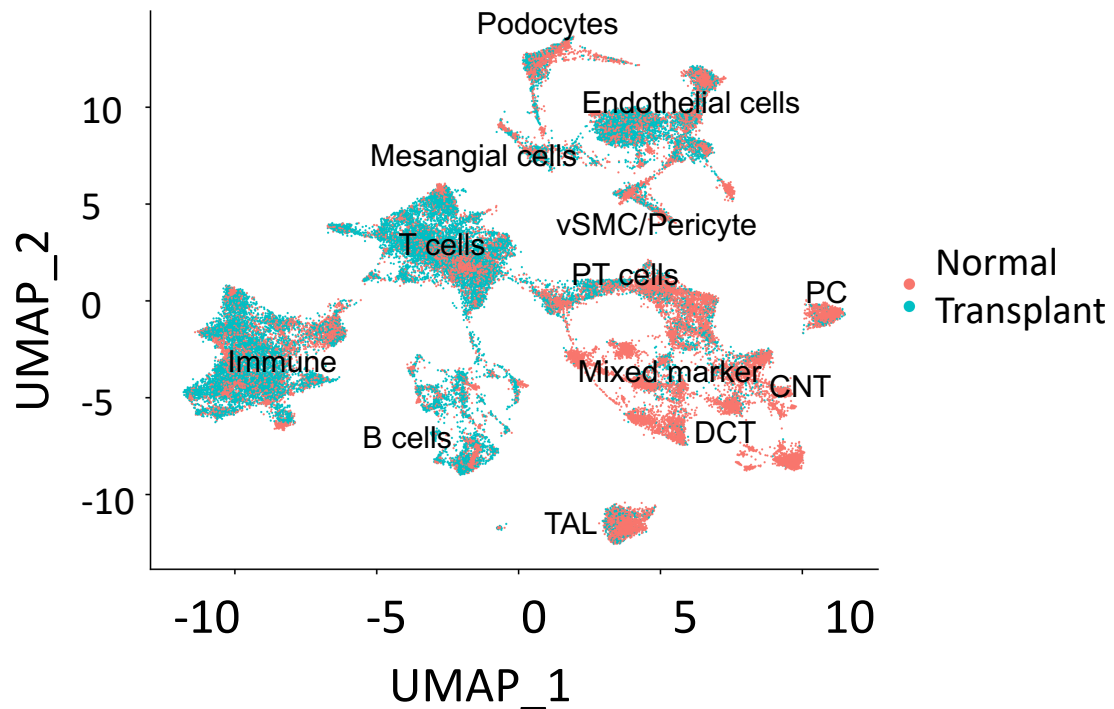 Podocytes
10
Endothelial cells
Mesangial cells
5
vSMC/Pericyte
T cells
PT cells
Normal
PC
0
Transplant
UMAP_2
Immune
Mixed marker
CNT
-5
B cells
DCT
-10
TAL
-10
-5
0
5
10
UMAP_1